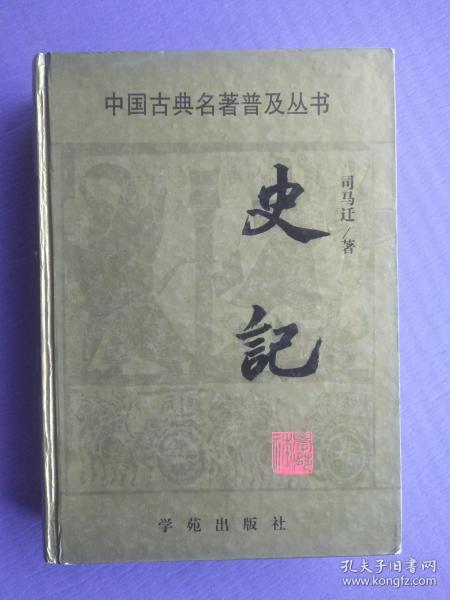 中国古典名著普及丛书
司马迁/著
史記
学苑出版社
孔夫子旧书网
www.kongfz.com